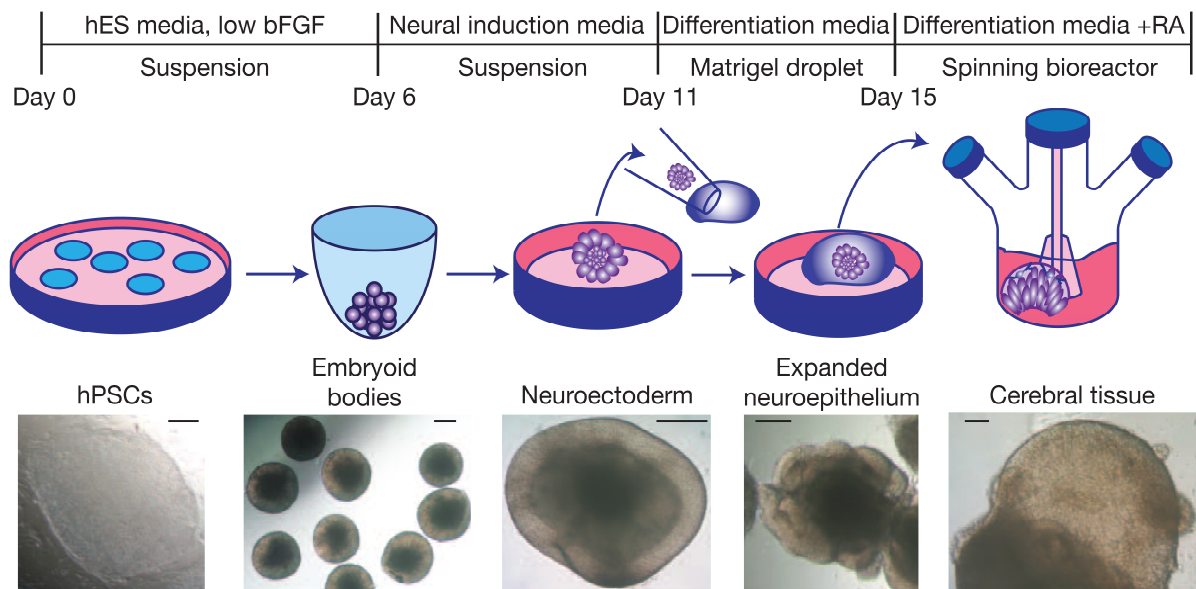 hES media, low bFGF
Neural induction media
Differentiation media
Differentiation media +RA
Suspension
Suspension
Matrigel droplet
Spinning bioreactor
Day 0
Day 6
Day 11
Day 15
hPSCs
Embryoid
bodies
Neuroectoderm
Expanded
neuroepithelium
Cerebral tissue